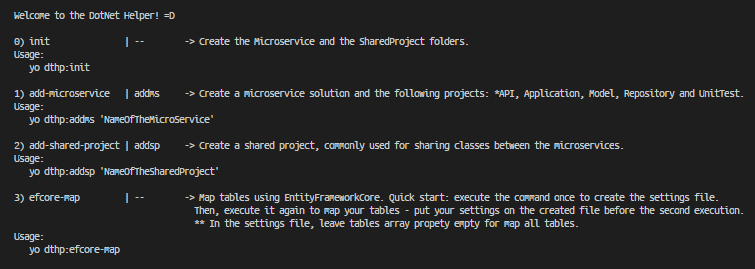 Welcome to the DotNet Helper! =D
0) init | -- -> Create the Microservice and the SharedProject folders.
Usage:
yo dthp:init
1) add-microservice | addms -> Create a microservice solution and the following projects: *API, Application, Model, Repository and UnitTest.
Usage:
yo dthp:addms 'NameOfTheMicroService'
2) add-shared-project | addsp -> Create a shared project, commonly used for sharing classes between the microservices.
Usage:
yo dthp:addsp 'NameOfTheSharedProject'
3) efcore-map | -- -> Map tables using EntityFrameworkCore. Quick start: execute the command once to create the settings file.
Then, execute it again to map your tables - put your settings on the created file before the second execution.
** In the settings file, leave tables array propety empty for map all tables.
Usage:
yo dthp:efcore-map